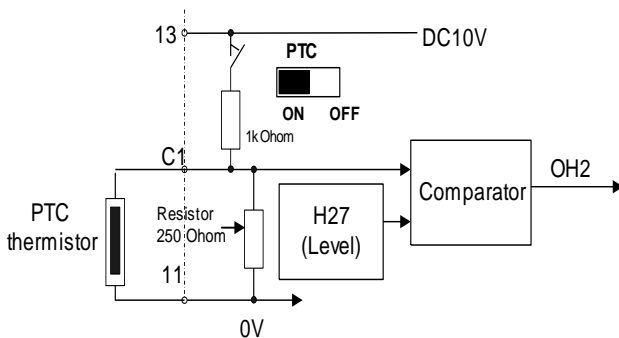 13
DC10V
PTC
ON OFF
1k Ohom
C1
OH2
Comparator
PTC
thermistor
Resistor
250 Ohom
H27
(Level)
11
0V